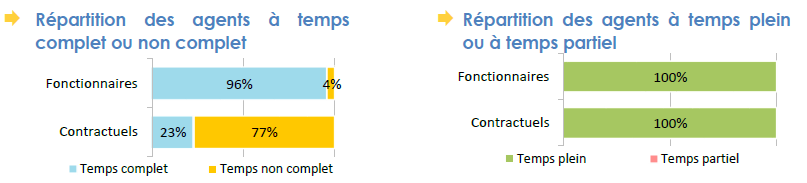 Répartition des agents à temps
complet ou non complet
Fonctionnaires
96%
4%
Contractuels
23%
77%
Temps complet
Temps non complet
Répartition des agents à temps plein
ou à temps partiel
Fonctionnaires
100%
Contractuels
100%
Temps plein
Temps partiel